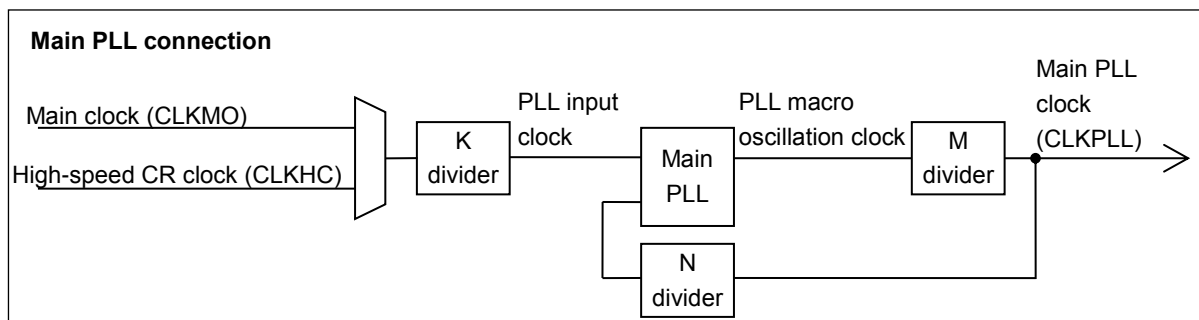 Main PLL connection
Main clock (CLKMO)
High-speed CR clock (CLKHC)
K
divider
PLL input
clock
Main
PLL
PLL macro
oscillation clock
M
divider
Main PLL
clock
(CLKPLL)
N
divider